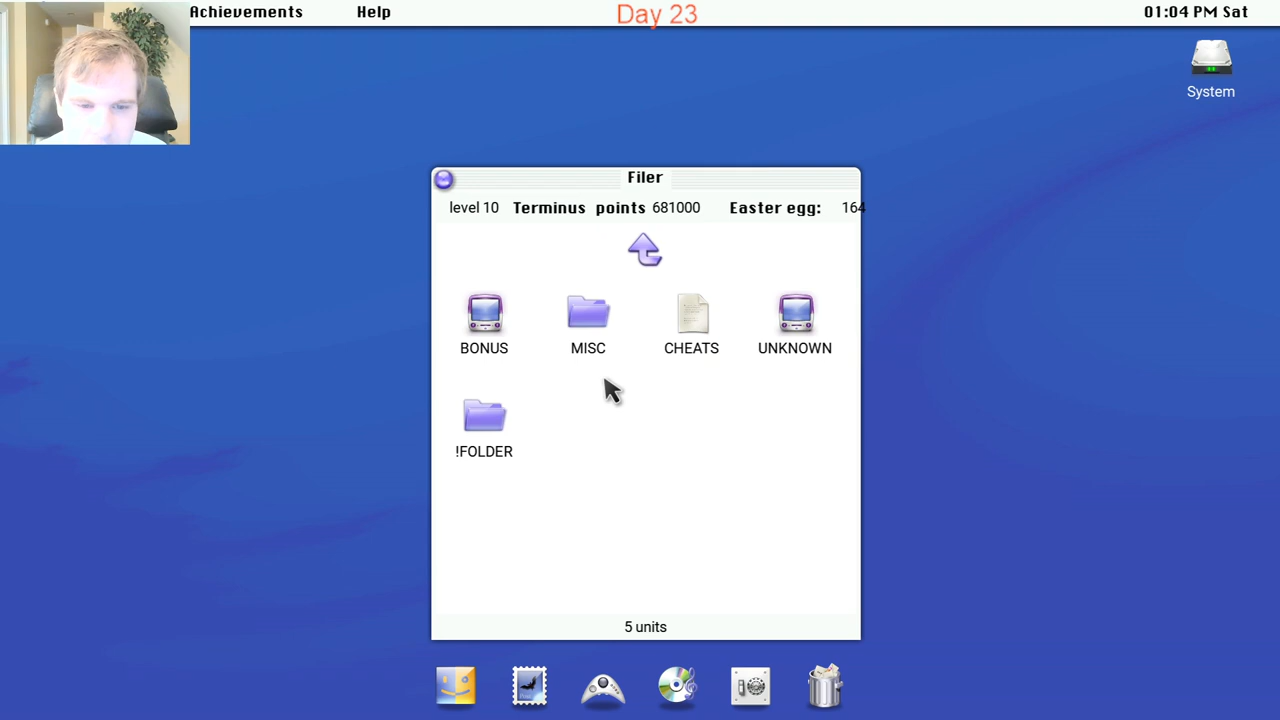 Achievements Help Day 23 01:04 PM Sat
System
Filer
level 10 Terminus points 681000 Easter egg: 164
BONUS MISC CHEATS UNKNOWN
!FOLDER
5 units